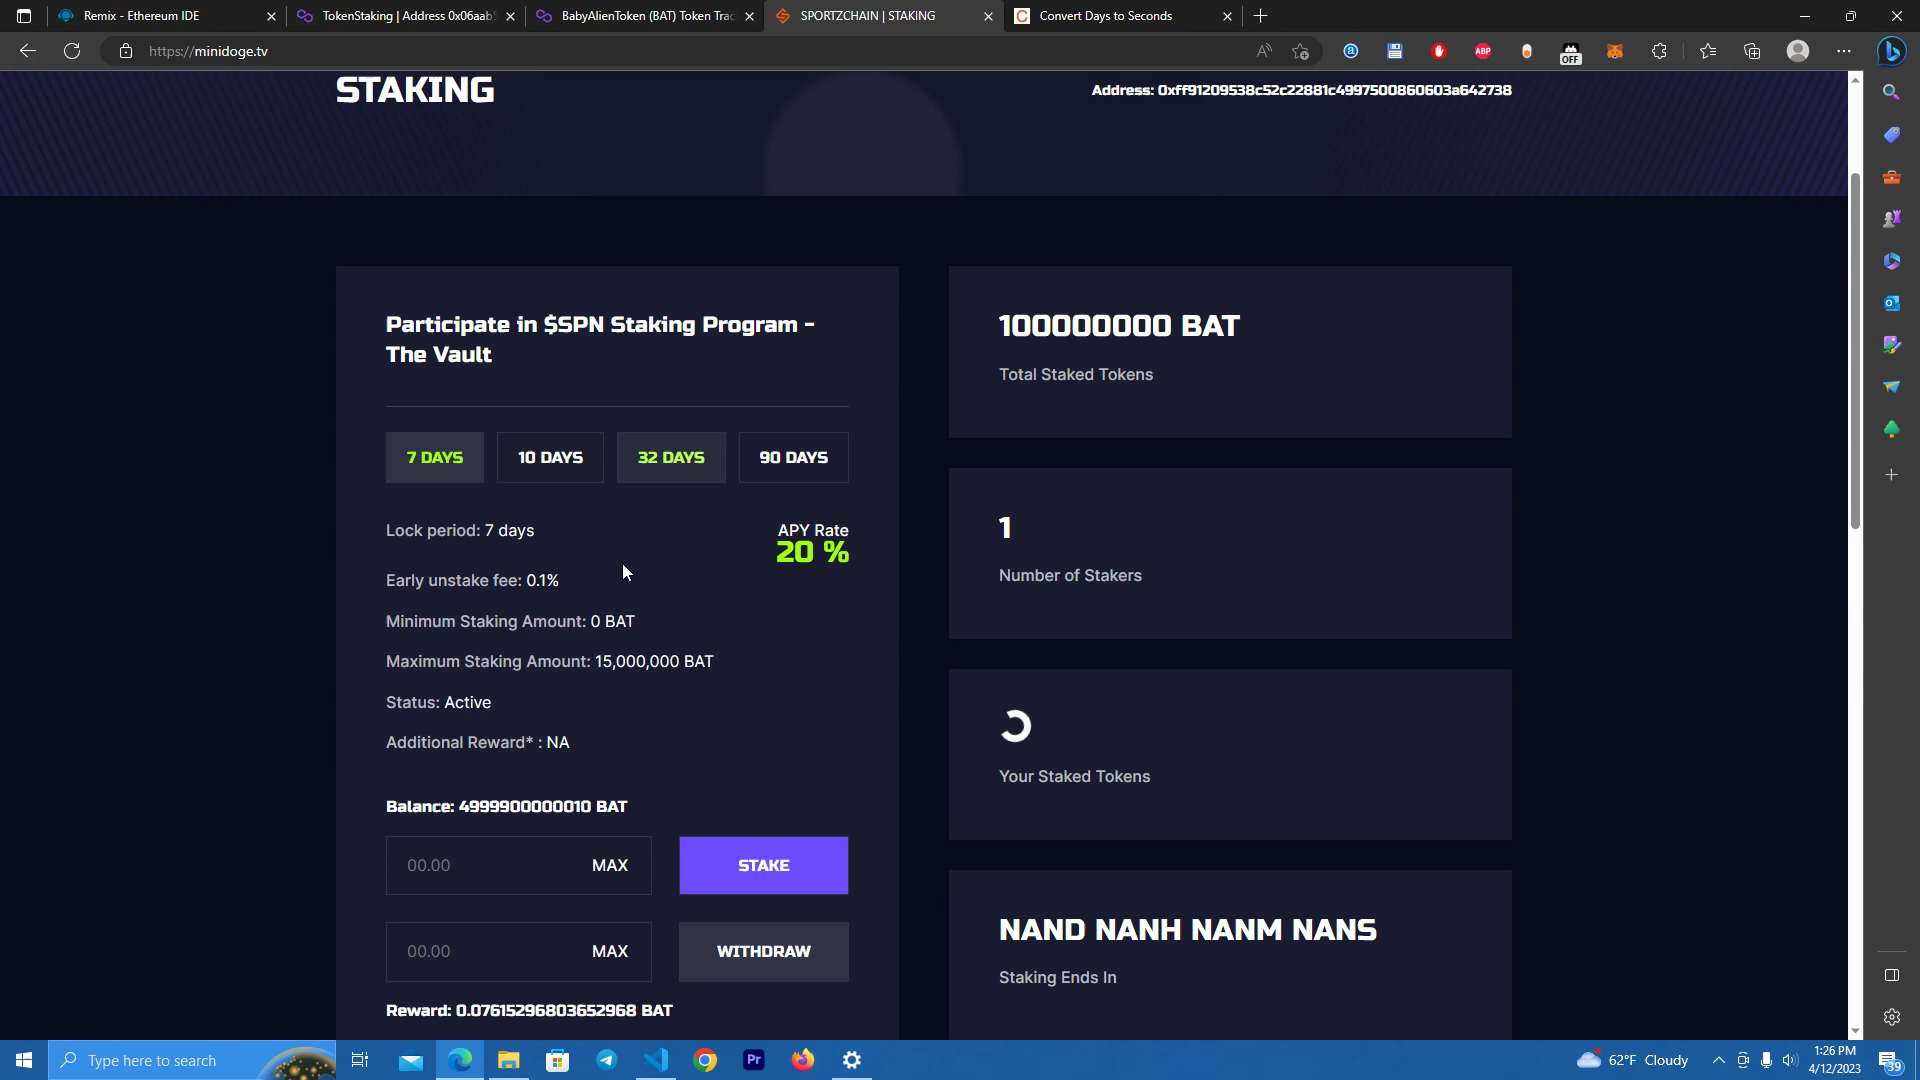 Remix - Ethereum IDE
TokenStaking | Address 0x06aab5
BabyAlienToken (BAT) Token Trac
SPORTZCHAIN | STAKING
Convert Days to Seconds
https://minidoge.tv
ABP
OFF
STAKING
Address: 0xff91209538c52c22881c4997500860603a642738
Participate in $SPN Staking Program -
The Vault
7 DAYS
10 DAYS
32 DAYS
90 DAYS
Lock period: 7 days
APY Rate
20 %
Early unstake fee: 0.1%
Minimum Staking Amount: 0 BAT
Maximum Staking Amount: 15,000,000 BAT
Status: Active
Additional Reward* : NA
Balance: 4999900000010 BAT
00.00
MAX
STAKE
00.00
MAX
WITHDRAW
Reward: 0.07615296803652968 BAT
100000000 BAT
Total Staked Tokens
1
Number of Stakers
Your Staked Tokens
NAND NANH NANM NANS
Staking Ends In
Type here to search
Pr
62°F Cloudy
1:26 PM
4/12/2023
39